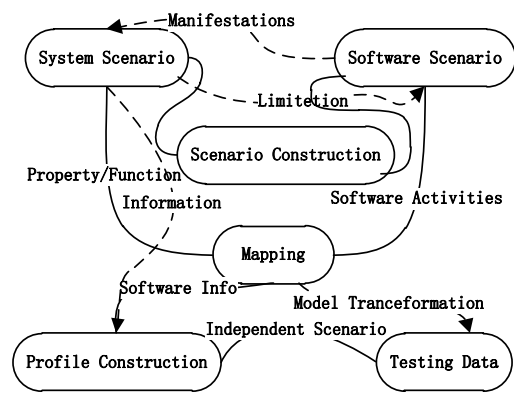 Manifestations
System Scenario
Software Scenario
Limitetion
Scenario Construction
Property/Function
Software Activities
Information
Mapping
Software Info
Model Tranceformation
Independent Scenario
Profile Construction
Testing Data